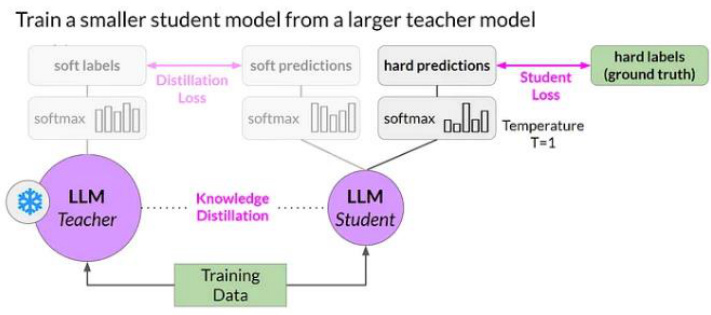 Train a smaller student model from a larger teacher model
soft labels
Distillation
Loss
soft predictions
hard predictions
Student
Loss
hard labels
(ground truth)
softmax
softmax
softmax
Temperature
T=1
LLM
Teacher
Knowledge
Distillation
LLM
Student
Training
Data